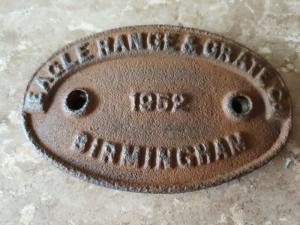 EAGLE RANGE & GRATE Co
1952
BIRMINGHAM